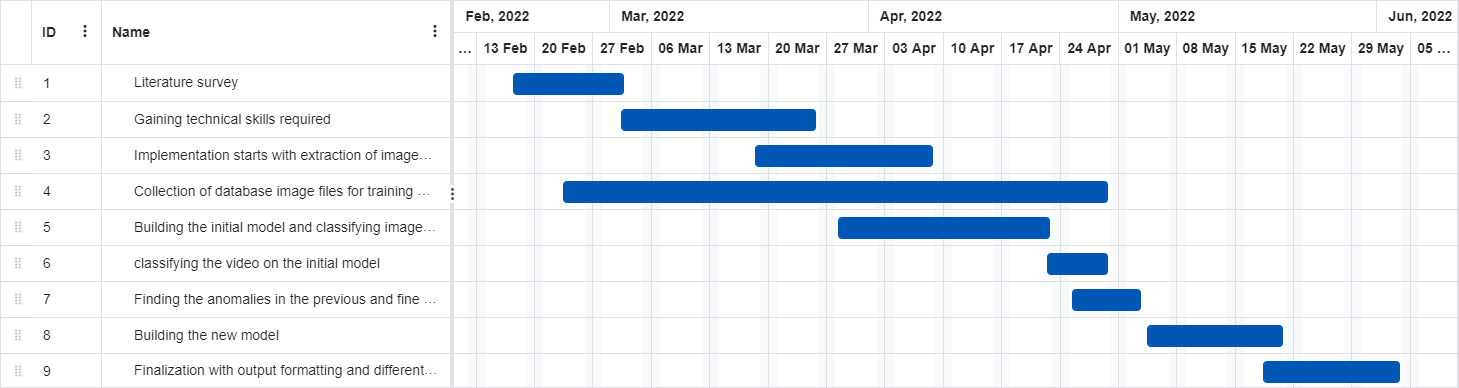 Feb, 2022 Mar, 2022 Apr, 2022 May, 2022 Jun, 2022
ID Name
... 13 Feb 20 Feb 27 Feb 06 Mar 13 Mar 20 Mar 27 Mar 03 Apr 10 Apr 17 Apr 24 Apr 01 May 08 May 15 May 22 May 29 May 05 ...
1 Literature survey
2 Gaining technical skills required
3 Implementation starts with extraction of image...
4 Collection of database image files for training ...
5 Building the initial model and classifying image...
6 classifying the video on the initial model
7 Finding the anomalies in the previous and fine ...
8 Building the new model
9 Finalization with output formatting and different...